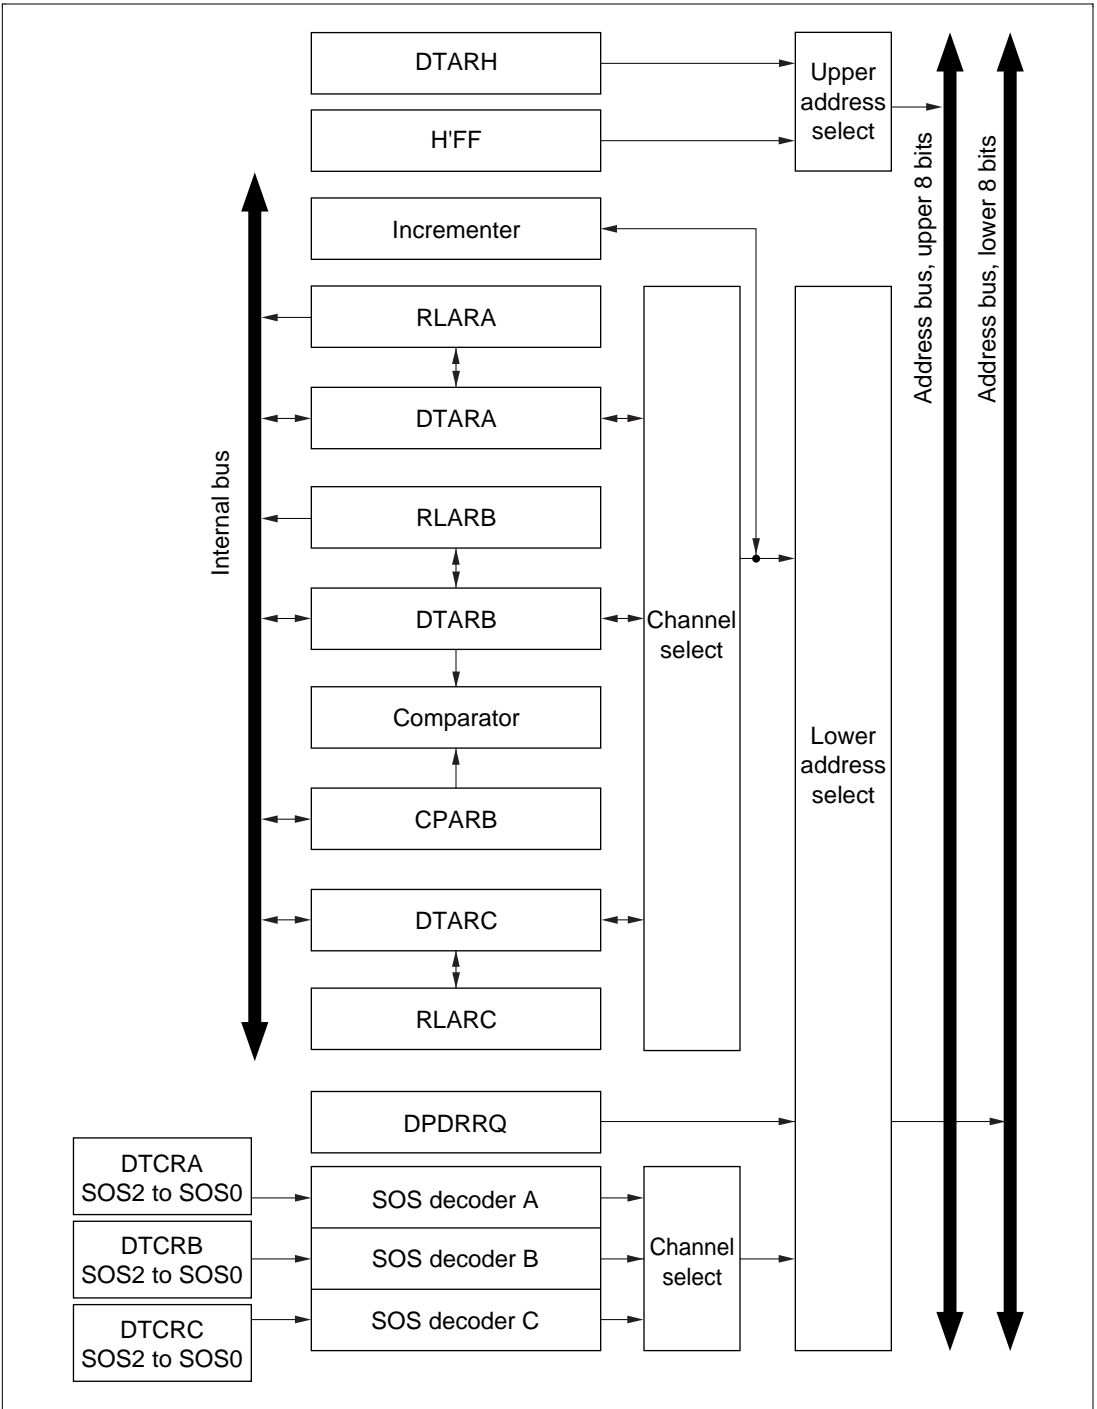 DTARH
H'FF
Upper
address
select
Incrementer
RLARA
DTARA
RLARB
DTARB
Comparator
CPARB
DTARC
RLARC
Internal bus
Channel
select
Lower
address
select
Address bus, upper 8 bits
Address bus, lower 8 bits
DPDRRQ
DTCRA
SOS2 to SOS0
DTCRB
SOS2 to SOS0
DTCRC
SOS2 to SOS0
SOS decoder A
SOS decoder B
SOS decoder C
Channel
select